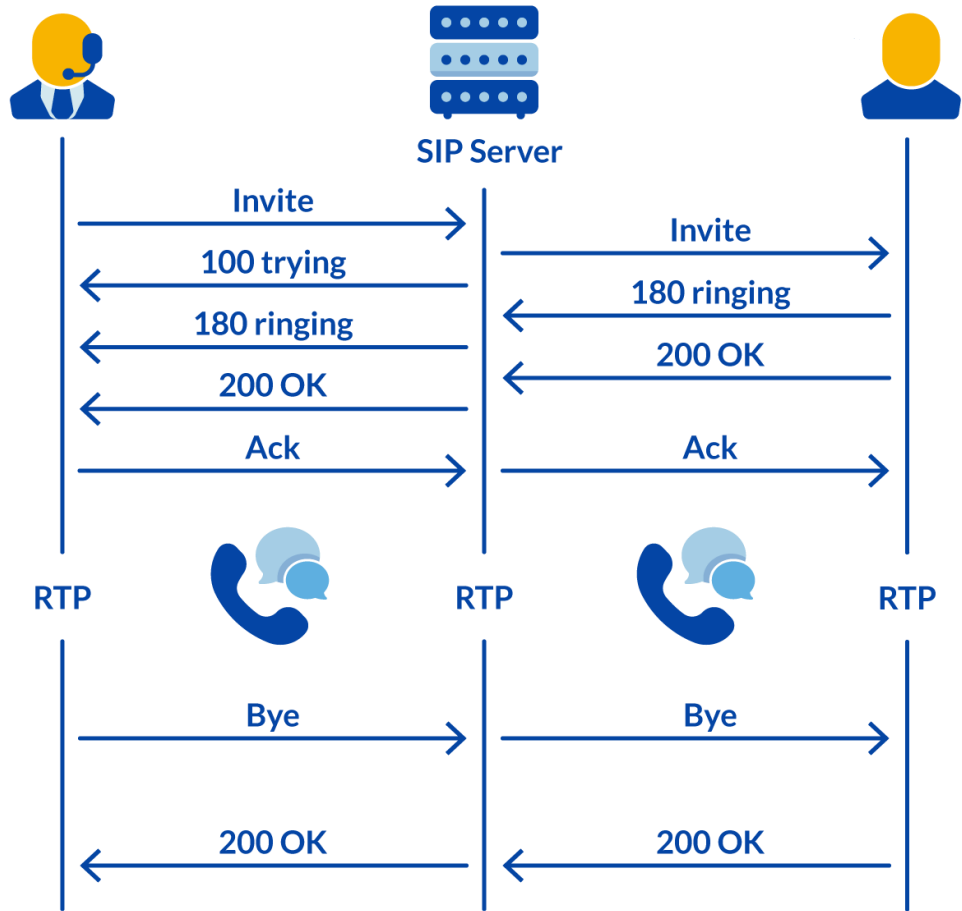 SIP Server
Invite
Invite
100 trying
180 ringing
180 ringing
200 OK
200 OK
Ack
Ack
RTP
RTP
RTP
Bye
Bye
200 OK
200 OK